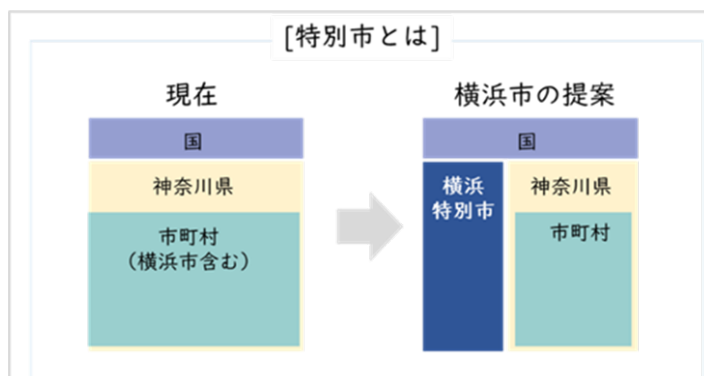 [特別市とは]
現在
国
神奈川県
市町村
（横浜市含む）
横浜市の提案
国
横浜
特別市
神奈川県
市町村